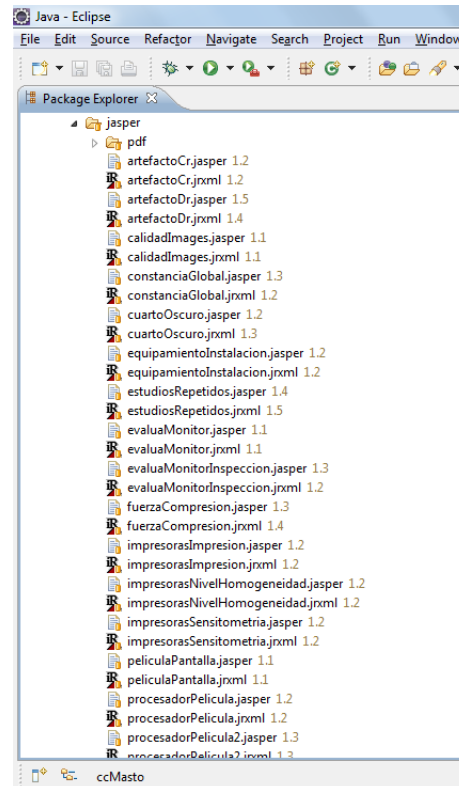 Java - Eclipse
File Edit Source Refactor Navigate Search Project Run Window
Package Explorer
jasper
pdf
artefactoCr.jasper 1.2
artefactoCr.jrxml 1.2
artefactoDr.jasper 1.5
artefactoDr.jrxml 1.4
calidadImages.jasper 1.1
calidadImages.jrxml 1.1
constanciaGlobal.jasper 1.3
constanciaGlobal.jrxml 1.2
cuartoOscuro.jasper 1.2
cuartoOscuro.jrxml 1.3
equipamientoInstalacion.jasper 1.2
equipamientoInstalacion.jrxml 1.2
estudiosRepetidos.jasper 1.4
estudiosRepetidos.jrxml 1.5
evaluaMonitor.jasper 1.1
evaluaMonitor.jrxml 1.1
evaluaMonitorInspeccion.jasper 1.3
evaluaMonitorInspeccion.jrxml 1.2
fuerzaCompresion.jasper 1.3
fuerzaCompresion.jrxml 1.4
impresorasImpresion.jasper 1.2
impresorasImpresion.jrxml 1.2
impresorasNivelHomogeneidad.jasper 1.2
impresorasNivelHomogeneidad.jrxml 1.2
impresorasSensitometria.jasper 1.2
impresorasSensitometria.jrxml 1.2
peliculaPantalla.jasper 1.1
peliculaPantalla.jrxml 1.1
procesadorPelicula.jasper 1.2
procesadorPelicula.jrxml 1.2
procesadorPelicula2.jasper 1.3
procesadorPelicula2.jrxml 1.3
ccMasto